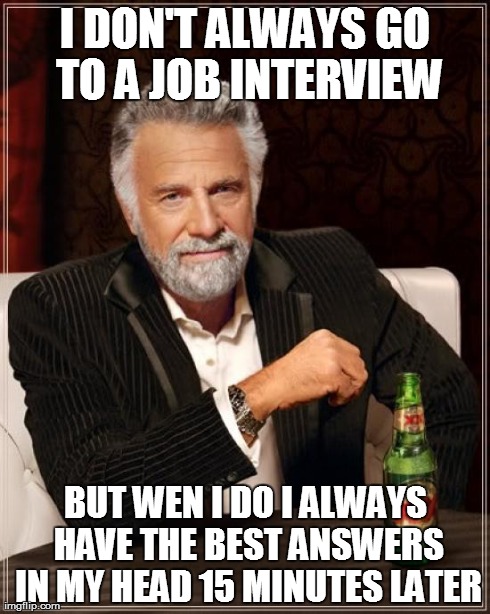 I DON'T ALWAYS GO
TO A JOB INTERVIEW
XX
BUT WEN I DO I ALWAYS
HAVE THE BEST ANSWERS
IN MY HEAD 15 MINUTES LATER
imgflip.com